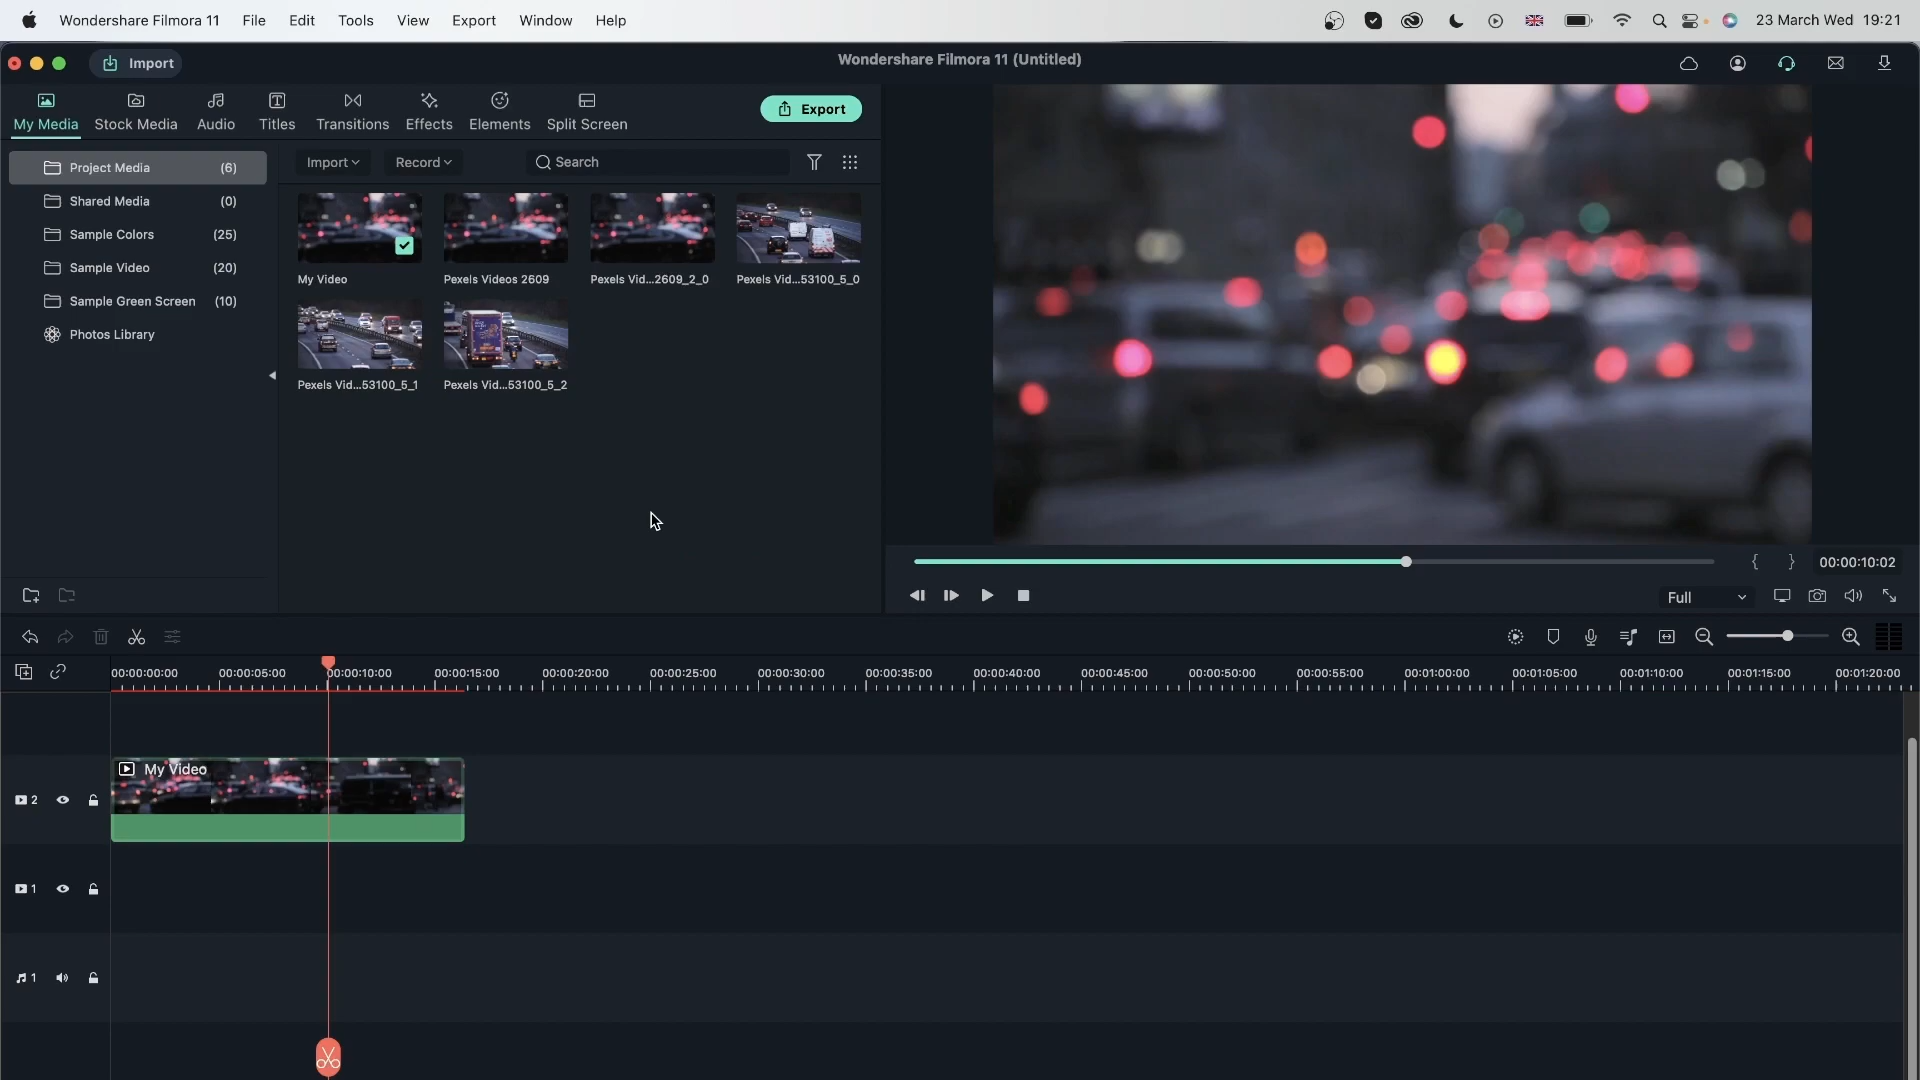 Wondershare Filmora 11 File Edit Tools View Export Window Help 23 March Wed 19:21
Import Wondershare Filmora 11 (Untitled)
My Media Stock Media Audio Titles Transitions Effects Elements Split Screen Export
Project Media (6)
Shared Media (0)
Sample Colors (25)
Sample Video (20)
Sample Green Screen (10)
Photos Library
Import Record Search
My Video Pexels Videos 2609 Pexels Vid...2609_2_0 Pexels Vid...53100_5_0
Pexels Vid...53100_5_1 Pexels Vid...53100_5_2
{ } 00:00:10:02
Full
00:00:00:00 00:00:05:00 00:00:10:00 00:00:15:00 00:00:20:00 00:00:25:00 00:00:30:00 00:00:35:00 00:00:40:00 00:00:45:00 00:00:50:00 00:00:55:00 00:01:00:00 00:01:05:00 00:01:10:00 00:01:15:00 00:01:20:00
My Video
2
1
1